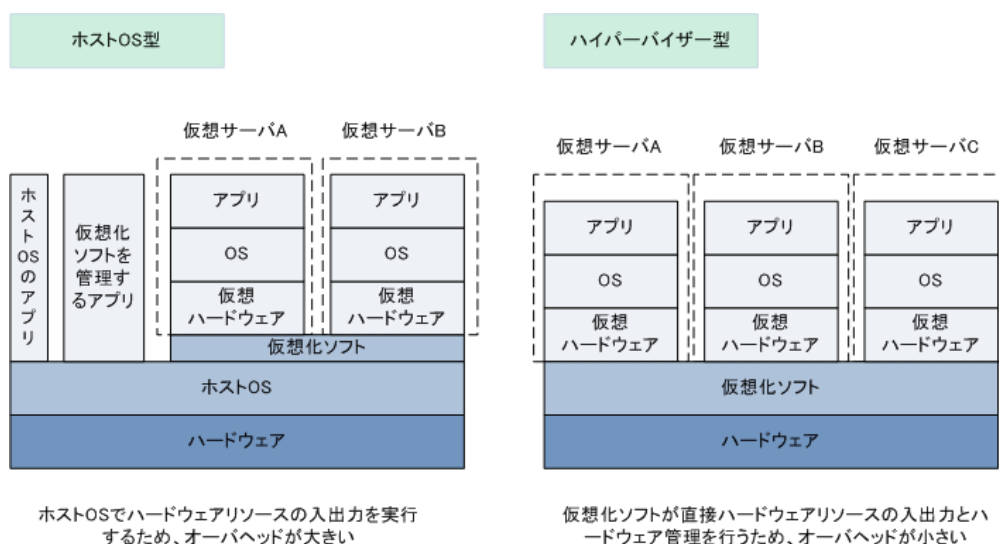 ホストOS型
仮想サーバA
仮想サーバB
ホ
ス
ト
OS
の
ア
プ
リ
仮想化
ソフトを
管理す
るアプリ
アプリ
OS
仮想
ハードウェア
アプリ
OS
仮想
ハードウェア
仮想化ソフト
ホストOS
ハードウェア
ホストOSでハードウェアリソースの入出力を実行
するため、オーバヘッドが大きい
ハイパーバイザー型
仮想サーバA
仮想サーバB
仮想サーバC
アプリ
OS
仮想
ハードウェア
アプリ
OS
仮想
ハードウェア
アプリ
OS
仮想
ハードウェア
仮想化ソフト
ハードウェア
仮想化ソフトが直接ハードウェアリソースの入出力とハ
ードウェア管理を行うため、オーバヘッドが小さい